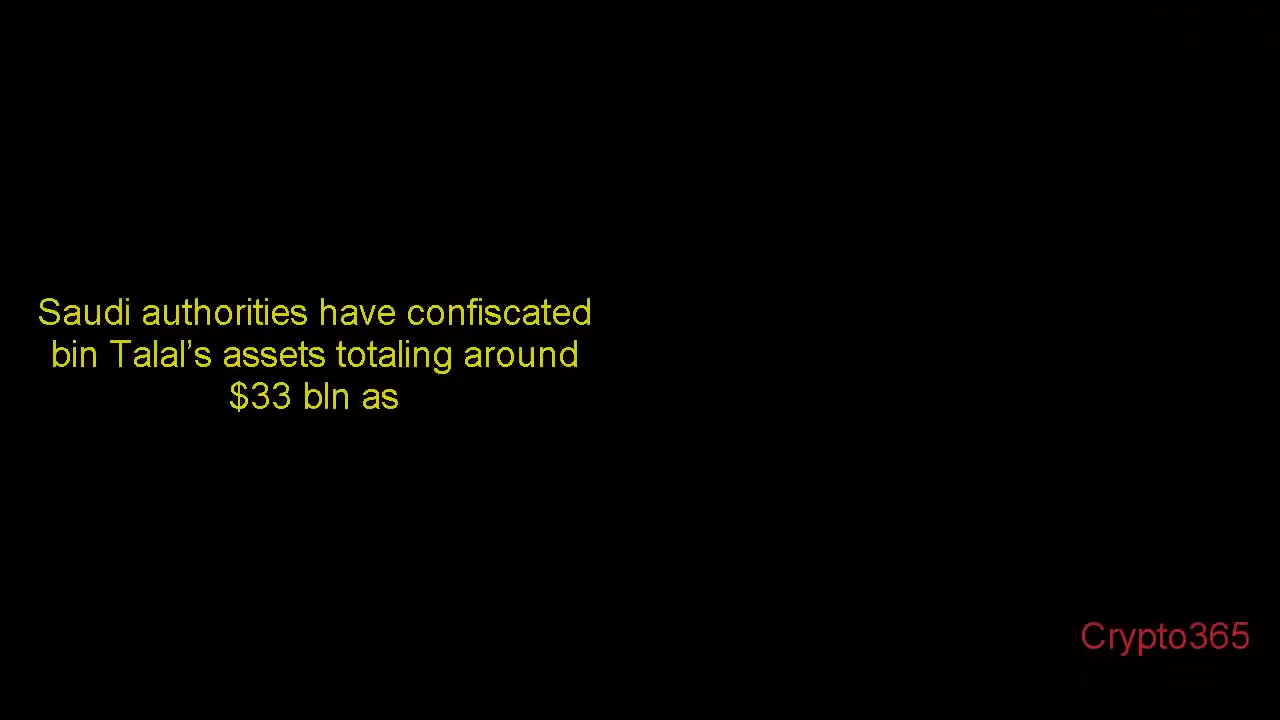 Saudi authorities have confiscated
bin Talal’s assets totaling around
$33 bln as
Crypto365